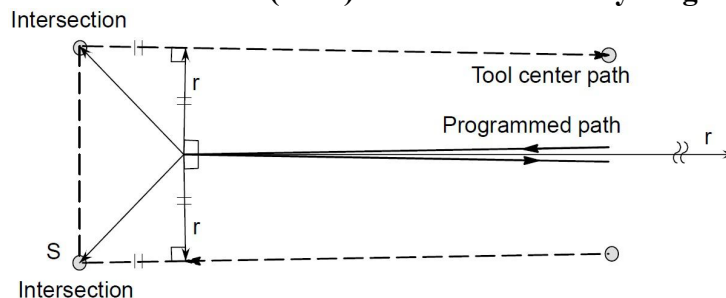 Intersection
r
Tool center path
Programmed path
r
r
S
Intersection